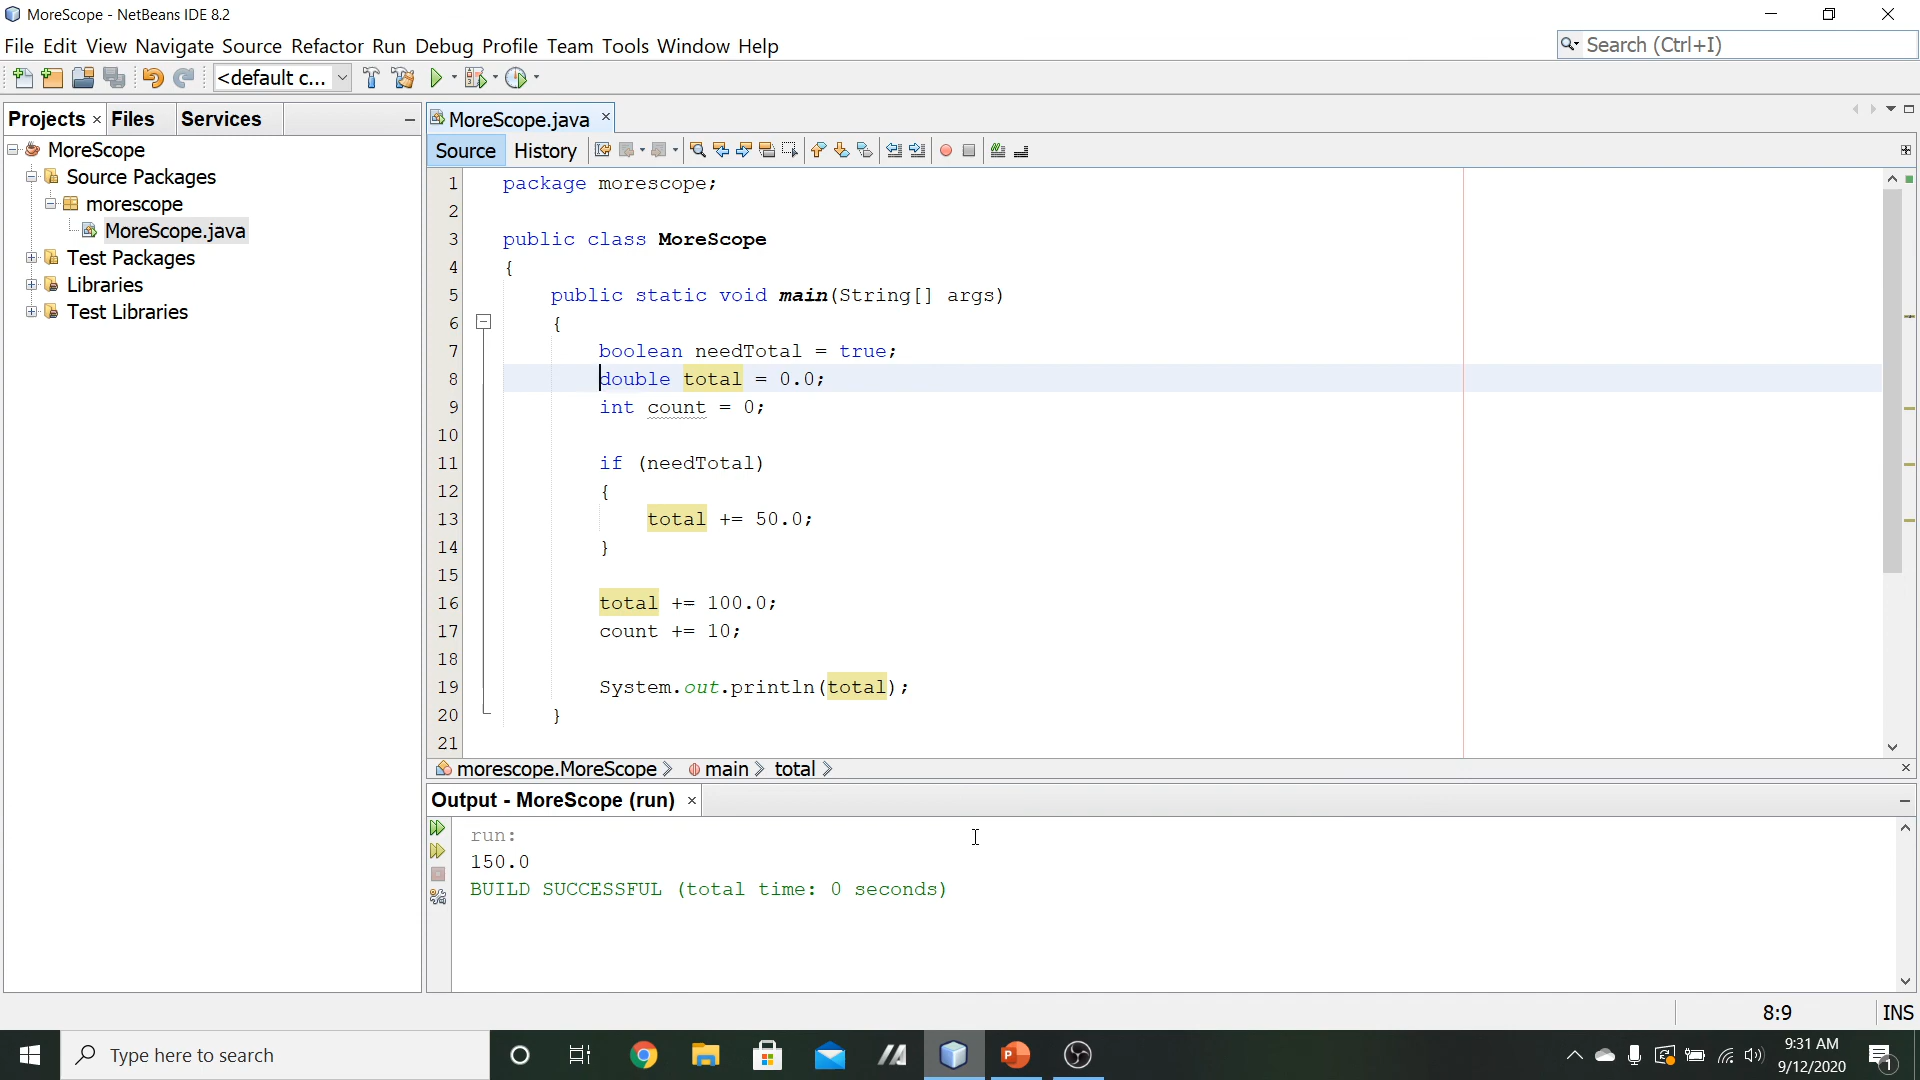 MoreScope - NetBeans IDE 8.2
File Edit View Navigate Source Refactor Run Debug Profile Team Tools Window Help
Search (Ctrl+I)
<default c...
Projects Files Services
MoreScope
Source Packages
morescope
MoreScope.java
Test Packages
Libraries
Test Libraries
MoreScope.java
Source History
1 package morescope;
2
3 public class MoreScope
4 {
5 public static void main(String[] args)
6 {
7 boolean needTotal = true;
8 double total = 0.0;
9 int count = 0;
10
11 if (needTotal)
12 {
13 total += 50.0;
14 }
15
16 total += 100.0;
17 count += 10;
18
19 System.out.println(total);
20 }
21
morescope.MoreScope main total
Output - MoreScope (run)
run:
150.0
BUILD SUCCESSFUL (total time: 0 seconds)
8:9 INS
Type here to search
9:31 AM
9/12/2020
1